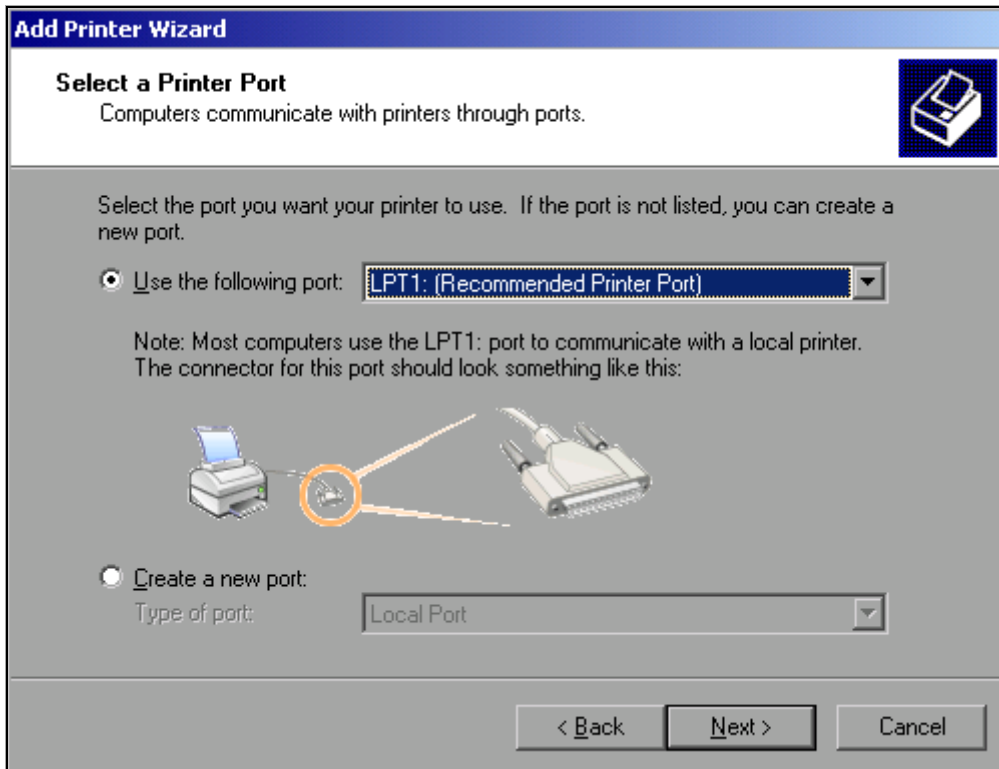 Add Printer Wizard
Select a Printer Port
Computers communicate with printers through ports.
Select the port you want your printer to use.  If the port is not listed, you can create a
new port.
Use the following port: LPT1: (Recommended Printer Port)
Note: Most computers use the LPT1: port to communicate with a local printer.
The connector for this port should look something like this:
Create a new port:
Type of port: Local Port
< Back Next > Cancel